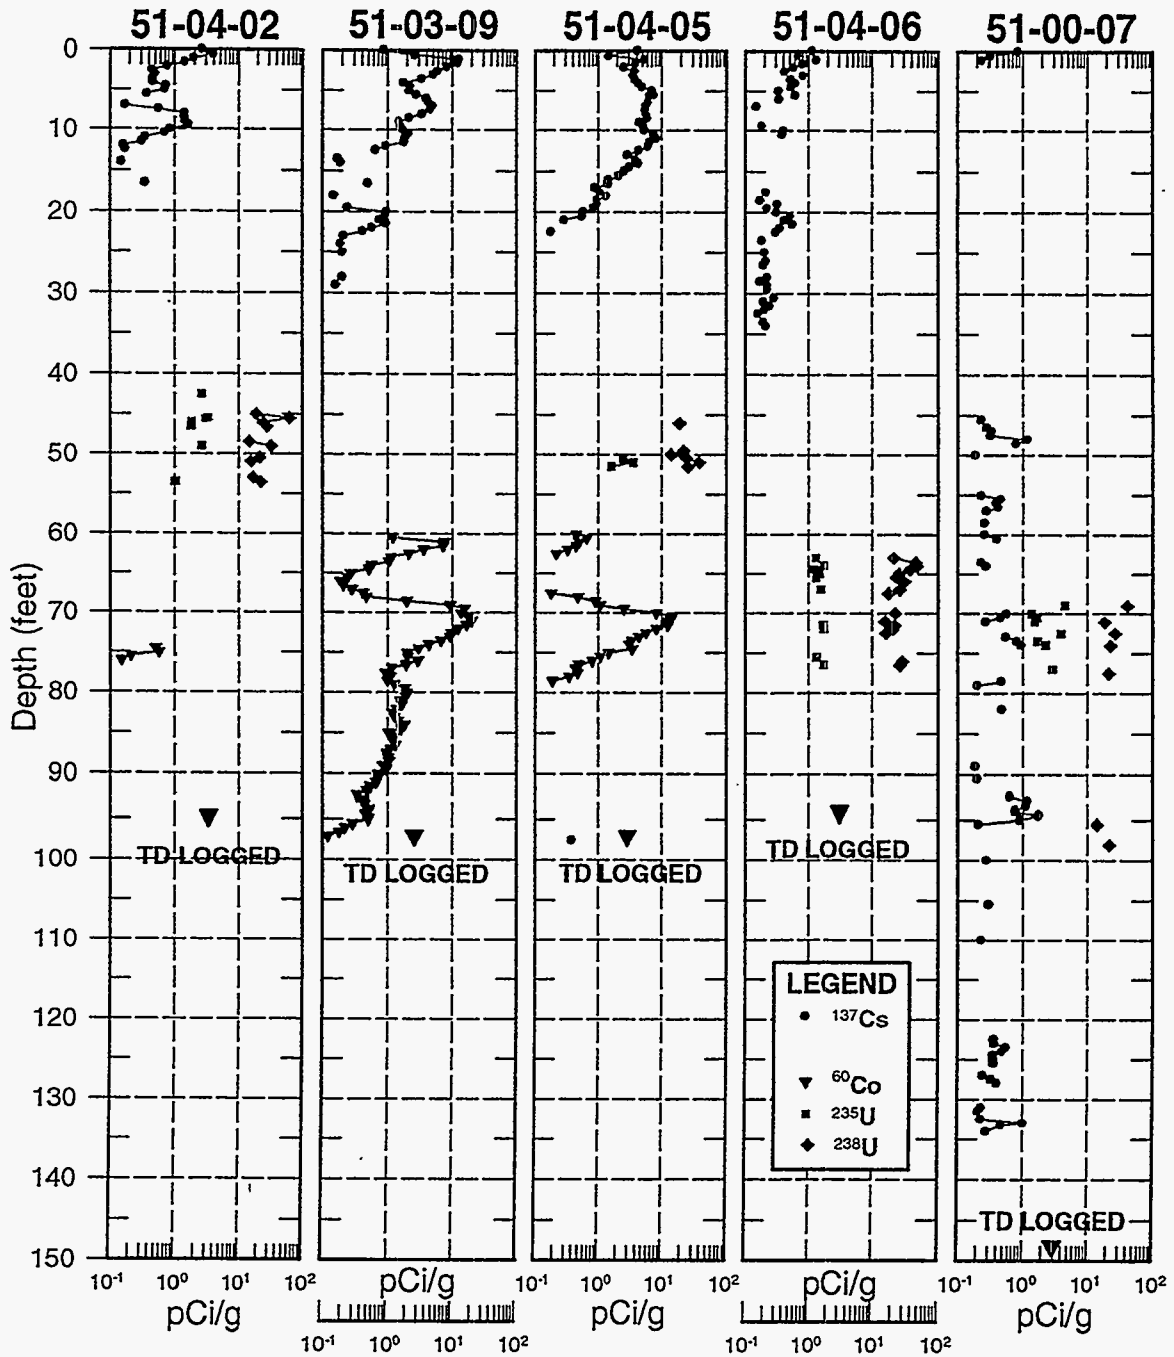 51-04-02 51-03-09 51-04-05 51-04-06 51-00-07
Depth (feet)
0
10
20
30
40
50
60
70
80
90
100
110
120
130
140
150
TD LOGGED
TD LOGGED
TD LOGGED
TD LOGGED
TD LOGGED
LEGEND
¹³⁷Cs
⁶⁰Co
²³⁵U
²³⁸U
10⁻¹ 10⁰ 10¹ 10²
pCi/g
pCi/g
10⁻¹ 10⁰ 10¹ 10²
10⁻¹ 10⁰ 10¹ 10²
pCi/g
pCi/g
10⁻¹ 10⁰ 10¹ 10²
10⁻¹ 10⁰ 10¹ 10²
pCi/g